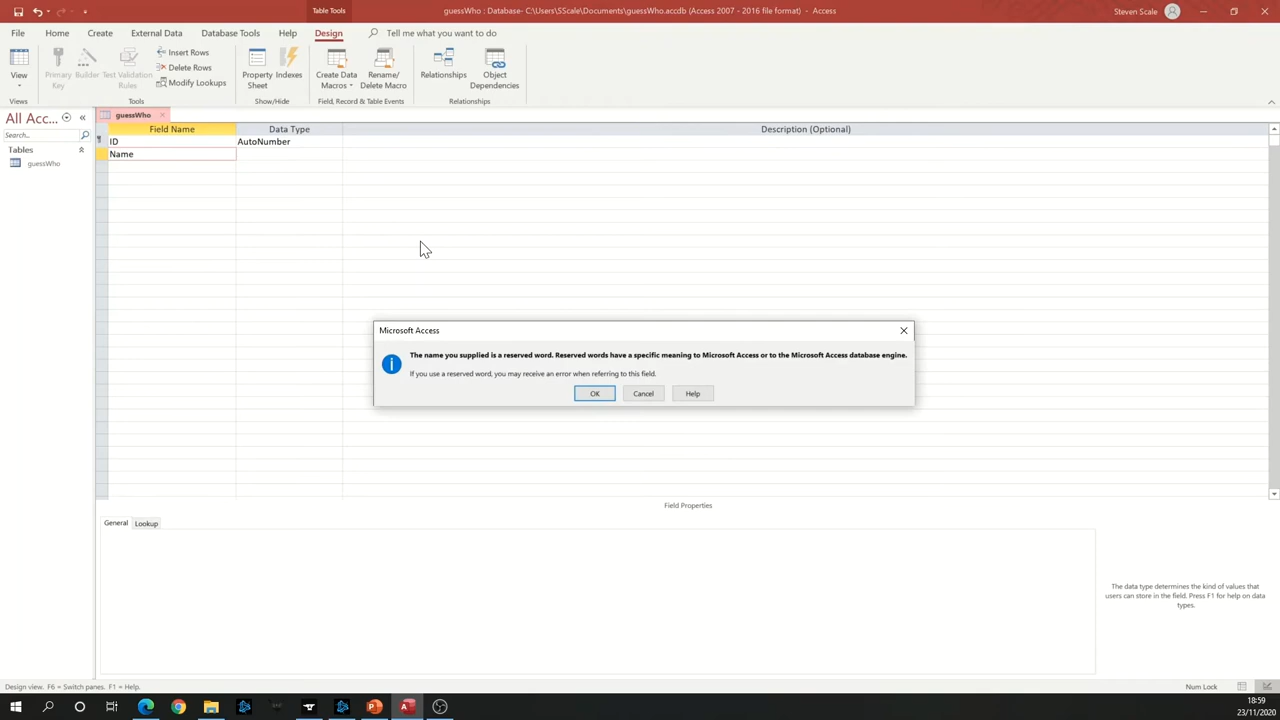 Table Tools
guessWho : Database- C:\Users\SScale\Documents\guessWho.accdb (Access 2007 - 2016 file format) - Access
Steven Scale
File
Home
Create
External Data
Database Tools
Help
Design
Tell me what you want to do
View
Primary Key
Builder
Test Validation Rules
Insert Rows
Delete Rows
Modify Lookups
Property Sheet
Indexes
Create Data Macros
Rename/ Delete Macro
Relationships
Object Dependencies
Views
Tools
Show/Hide
Field, Record & Table Events
Relationships
All Acc...
guessWho
Search...
Tables
guessWho
Field Name
Data Type
Description (Optional)
ID
AutoNumber
Name
Microsoft Access
The name you supplied is a reserved word. Reserved words have a specific meaning to Microsoft Access or to the Microsoft Access database engine.
If you use a reserved word, you may receive an error when referring to this field.
OK
Cancel
Help
Field Properties
General
Lookup
The data type determines the kind of values that
users can store in the field. Press F1 for help on data
types.
Design view. F6 = Switch panes. F1 = Help.
Num Lock
18:59
23/11/2020